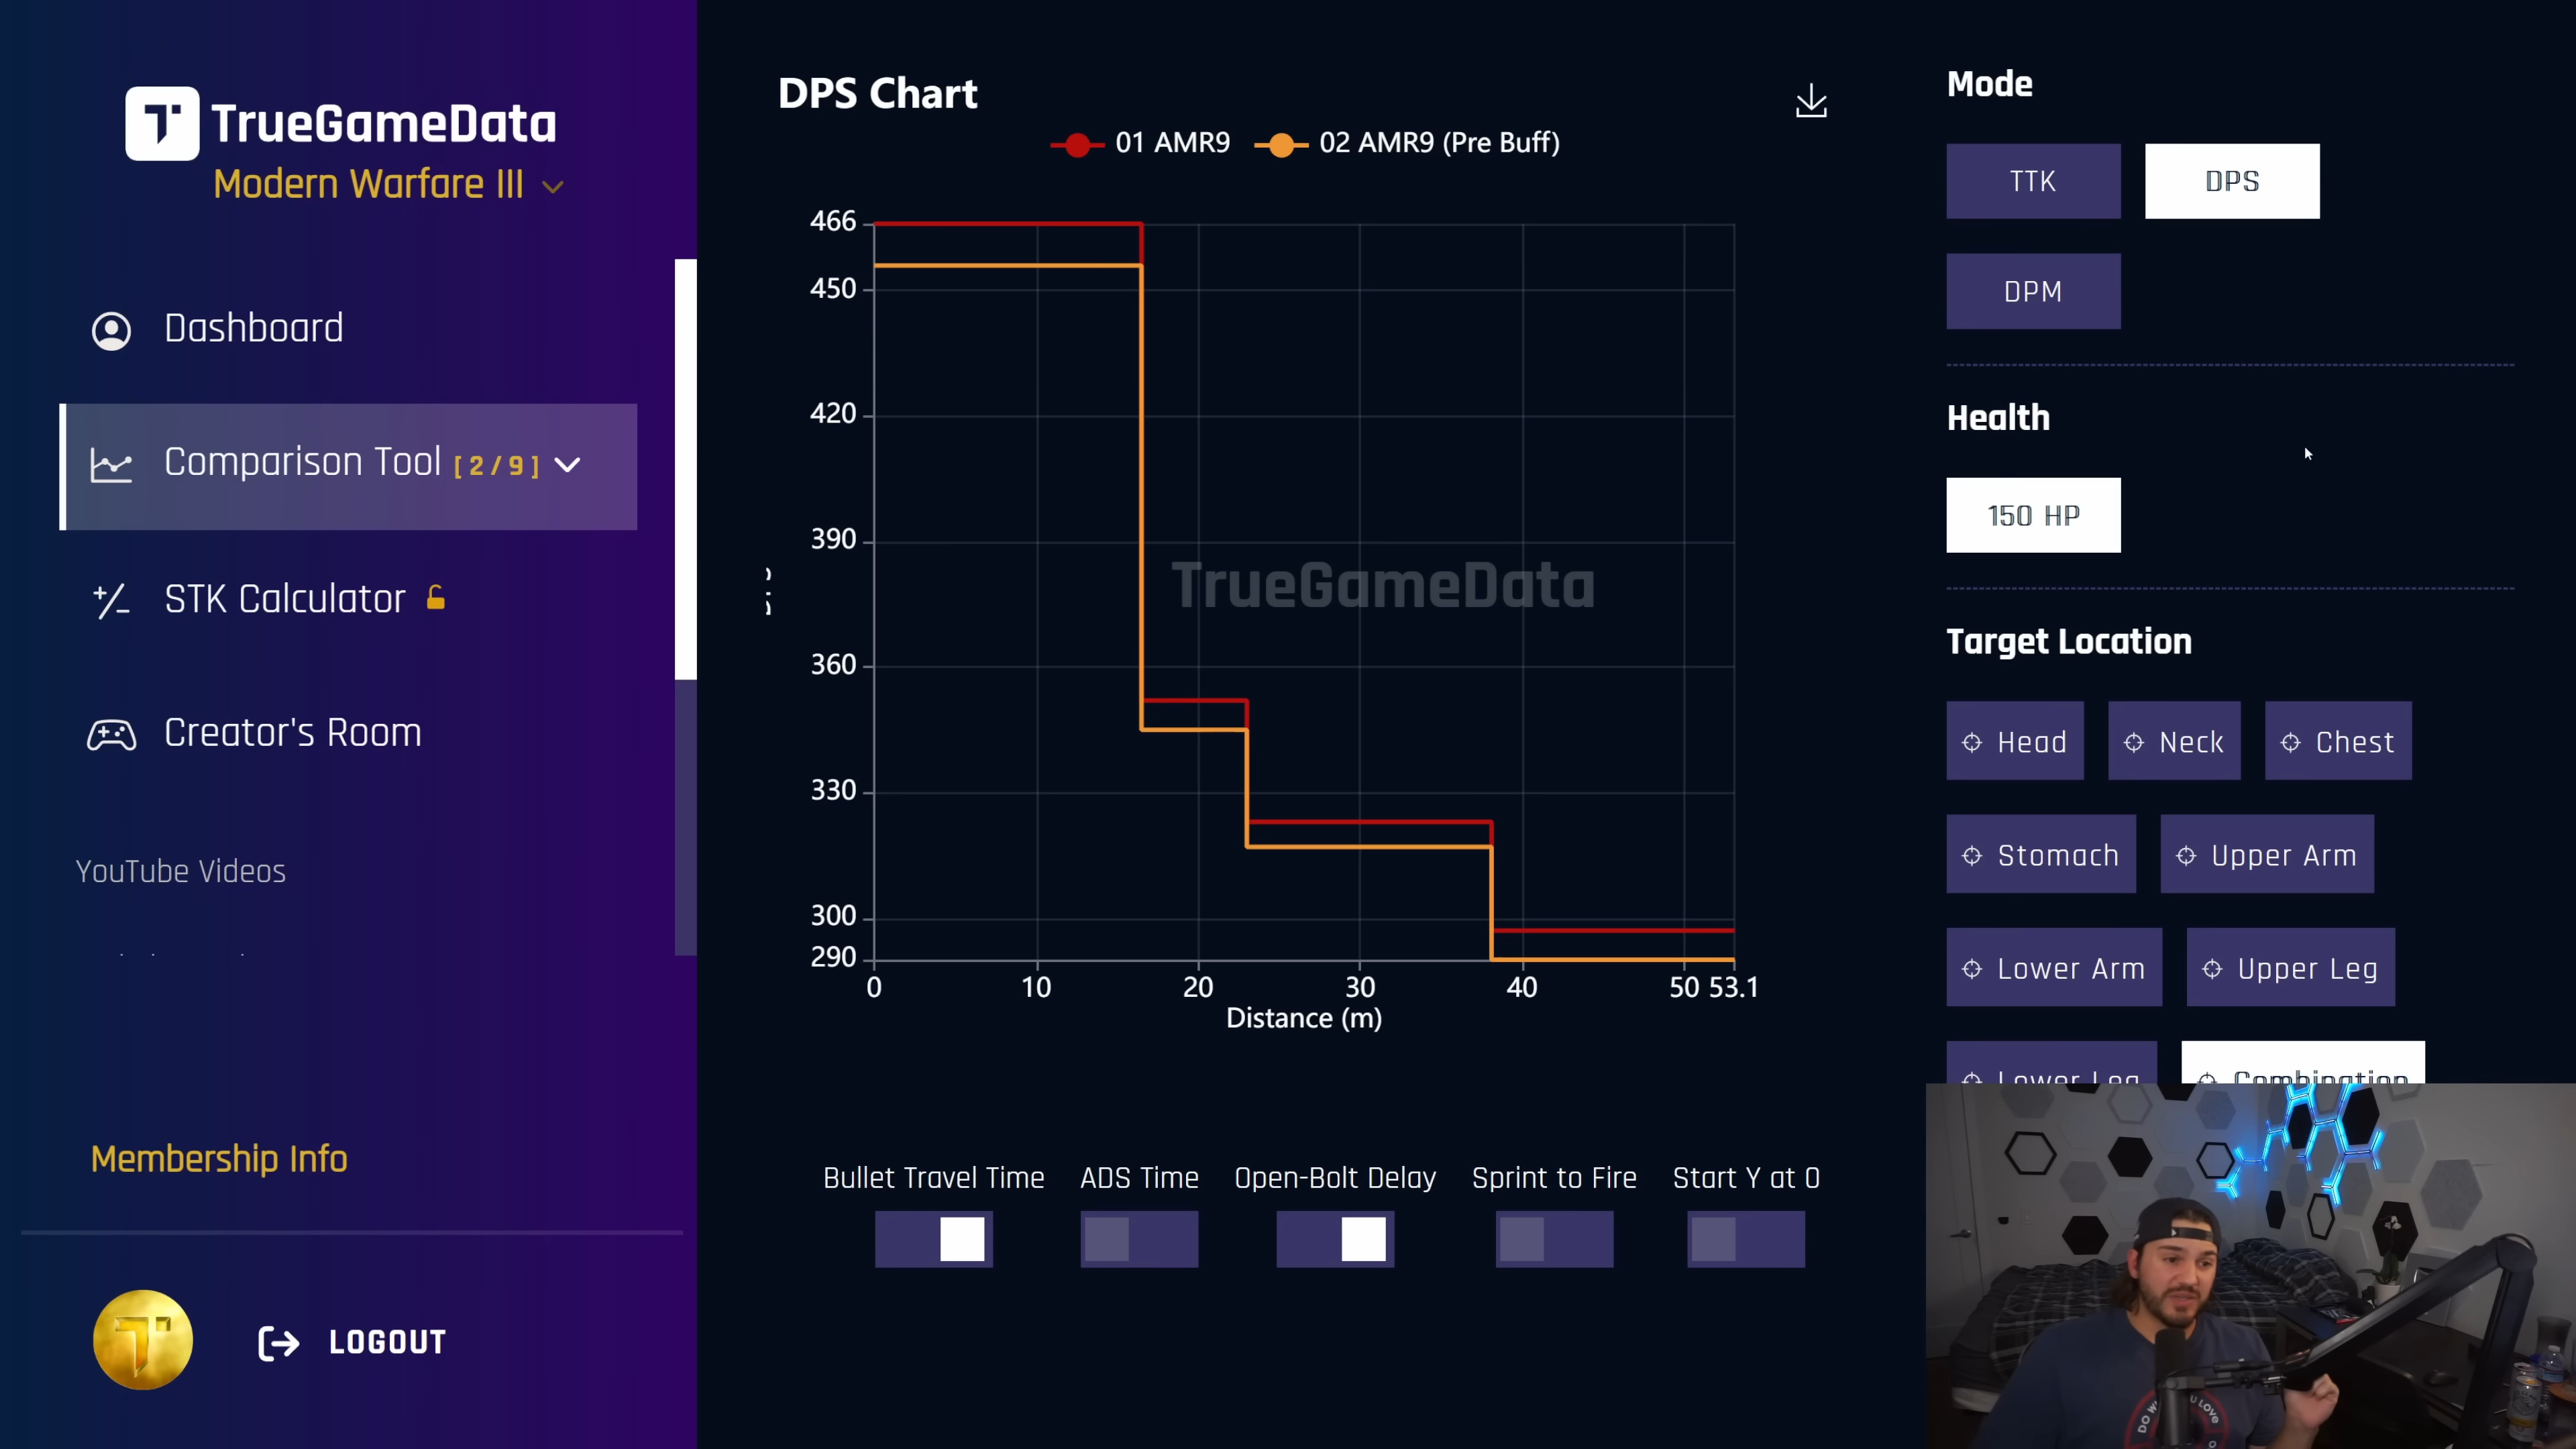 TrueGameData
Modern Warfare III
Dashboard
Comparison Tool [ 2 / 9 ]
STK Calculator
Creator's Room
YouTube Videos
Membership Info
LOGOUT
DPS Chart
01 AMR9
02 AMR9 (Pre Buff)
466
450
420
390
360
330
300
290
TrueGameData
0 10 20 30 40 50 53.1
Distance (m)
Bullet Travel Time ADS Time Open-Bolt Delay Sprint to Fire Start Y at 0
Mode
TTK DPS
DPM
Health
150 HP
Target Location
Head Neck Chest
Stomach Upper Arm
Lower Arm Upper Leg
Lower Leg Combination